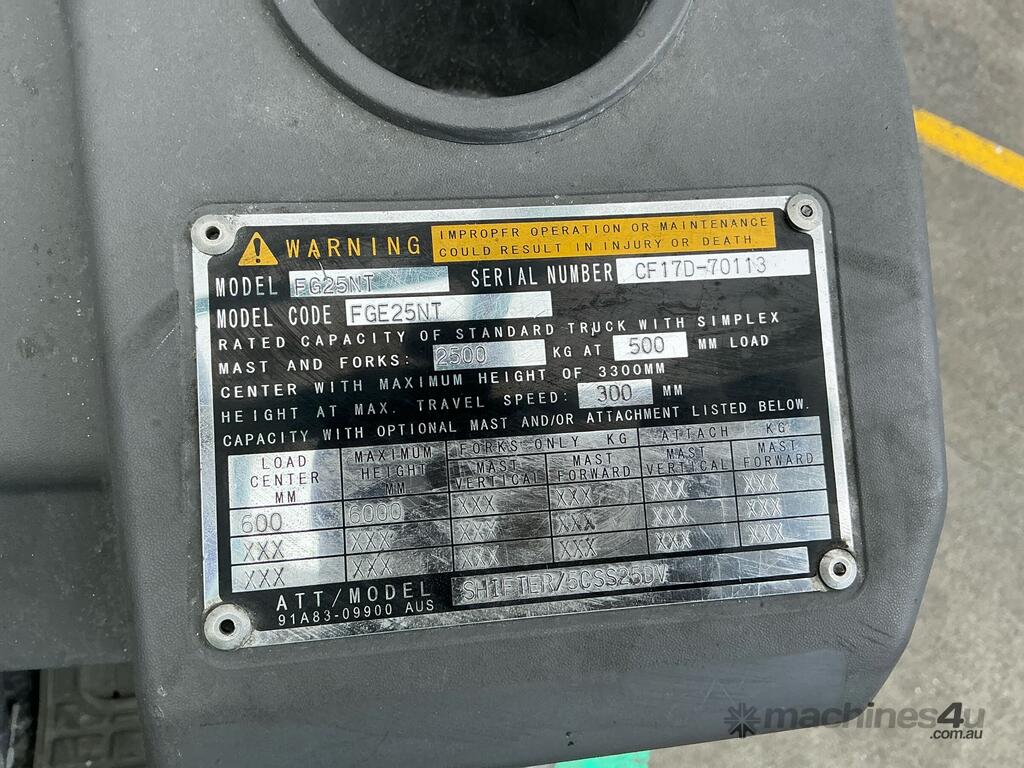 WARNING IMPROPER OPERATION OR MAINTENANCE
COULD RESULT IN INJURY OR DEATH.
MODEL FG25NT SERIAL NUMBER CF17D-70113
MODEL CODE FGE25NT
RATED CAPACITY OF STANDARD TRUCK WITH SIMPLEX
MAST AND FORKS: 2500 KG AT 500 MM LOAD
CENTER WITH MAXIMUM HEIGHT OF 3300MM
HEIGHT AT MAX. TRAVEL SPEED: 300 MM
CAPACITY WITH OPTIONAL MAST AND/OR ATTACHMENT LISTED BELOW.
LOAD CENTER MM MAXIMUM HEIGHT MM FORKS ONLY KG ATTACH KG
MAST VERTICAL MAST FORWARD MAST VERTICAL MAST FORWARD
600 6000 XXX XXX XXX XXX
XXX XXX XXX XXX XXX XXX
XXX XXX XXX XXX XXX XXX
ATT/MODEL SHIFTER/5CSS25DV
91A83-09900 AUS
machines4u
.com.au